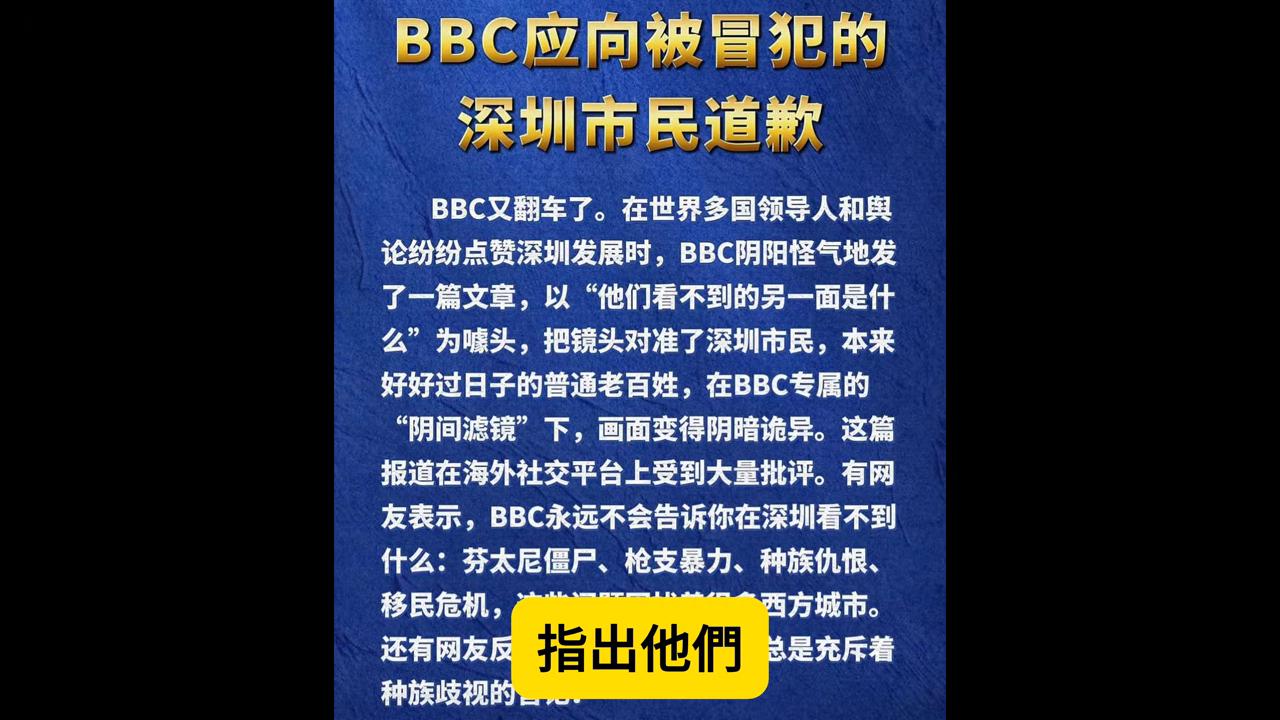 BBC应向被冒犯的
深圳市民道歉
BBC又翻车了。在世界多国领导人和舆
论纷纷点赞深圳发展时，BBC阴阳怪气地发
了一篇文章，以“他们看不到的另一面是什
么”为噱头，把镜头对准了深圳市民，本来
好好过日子的普通老百姓，在BBC专属的
“阴间滤镜”下，画面变得阴暗诡异。这篇
报道在海外社交平台上受到大量批评。有网
友表示，BBC永远不会告诉你在深圳看不到
什么：芬太尼僵尸、枪支暴力、种族仇恨、
移民危机，西方城市。
还有网友反总是充斥着
种族歧视的
指出他們